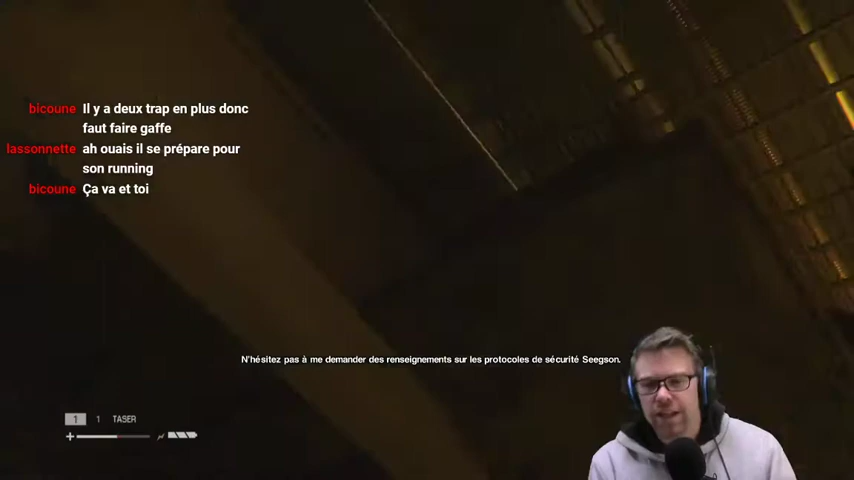 bicoune Il y a deux trap en plus donc
faut faire gaffe
lassonnette ah ouais il se prépare pour
son running
bicoune Ça va et toi
N'hésitez pas à me demander des renseignements sur les protocoles de sécurité Seegson.
1 1 TASER